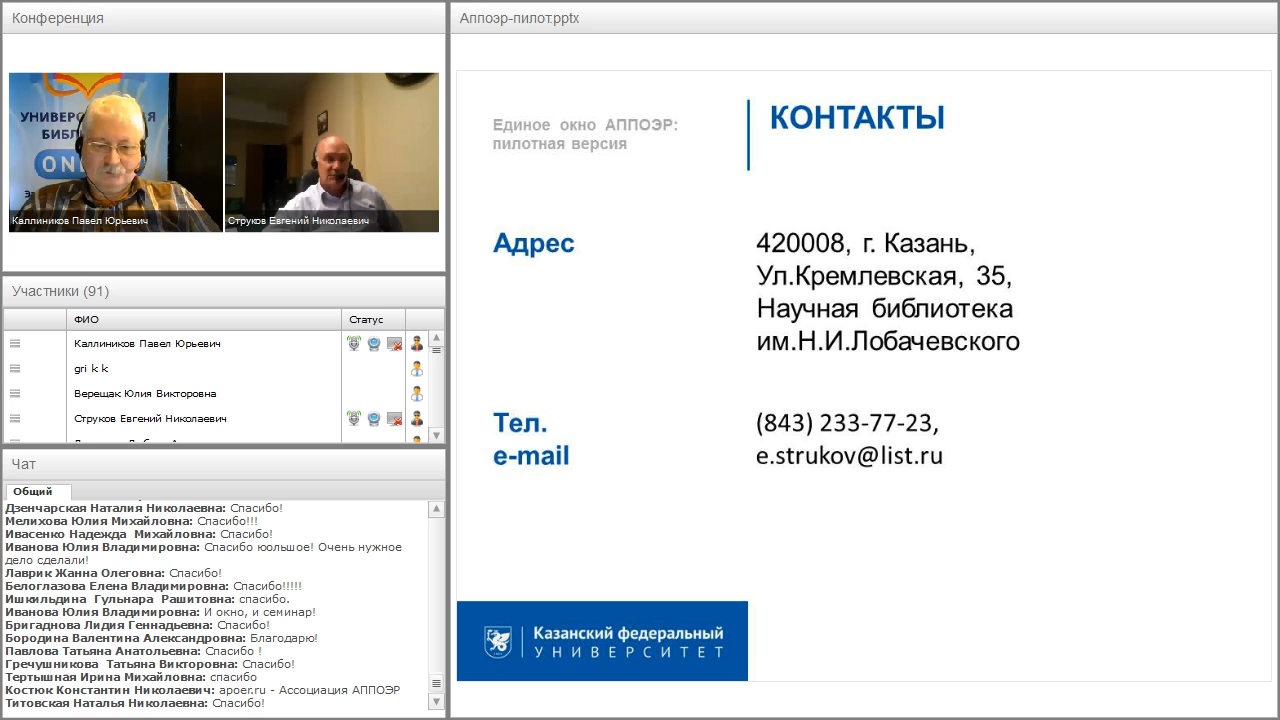 Конференция
УНИВЕР
БИБЛ
ON
Каллиников Павел Юрьевич
Струков Евгений Николаевич
Участники (91)
ФИО
Статус
Каллиников Павел Юрьевич
gri k k
Верещак Юлия Викторовна
Струков Евгений Николаевич
Чат
Общий
Дзенчарская Наталия Николаевна: Спасибо!
Мелихова Юлия Михайловна: Спасибо!!!
Ивасенко Надежда Михайловна: Спасибо!
Иванова Юлия Владимировна: Спасибо юольшое! Очень нужное
дело сделали!
Лаврик Жанна Олеговна: Спасибо!
Белоглазова Елена Владимировна: Спасибо!!!!!
Ишкильдина Гульнара Рашитовна: спасибо.
Иванова Юлия Владимировна: И окно, и семинар!
Бригаднова Лидия Геннадьевна: Спасибо!
Бородина Валентина Александровна: Благодарю!
Павлова Татьяна Анатольевна: Спасибо !
Гречушникова Татьяна Викторовна: Спасибо!
Тертышная Ирина Михайловна: спасибо
Костюк Константин Николаевич: apoer.ru - Ассоциация АППОЭР
Титовская Наталья Николаевна: Спасибо!
Аппоэр-пилот.pptx
Единое окно АППОЭР:
пилотная версия
КОНТАКТЫ
Адрес
420008, г. Казань,
Ул.Кремлевская, 35,
Научная библиотека
им.Н.И.Лобачевского
Тел.
(843) 233-77-23,
e-mail
e.strukov@list.ru
Казанский федеральный
УНИВЕРСИТЕТ